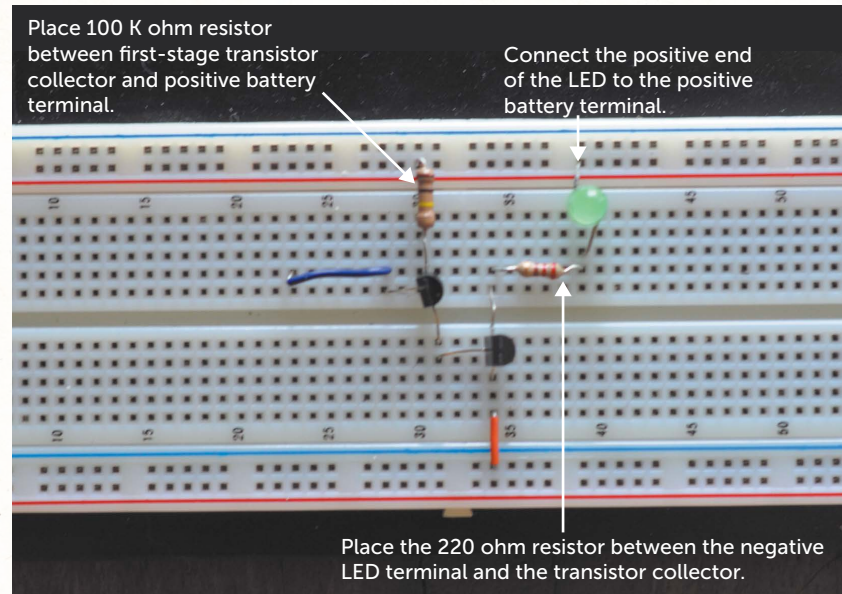 Place 100 K ohm resistor
between first-stage transistor
collector and positive battery
terminal.
Connect the positive end
of the LED to the positive
battery terminal.
10
15
20
25
30
35
40
45
50
10
15
20
25
30
35
40
45
50
Place the 220 ohm resistor between the negative
LED terminal and the transistor collector.